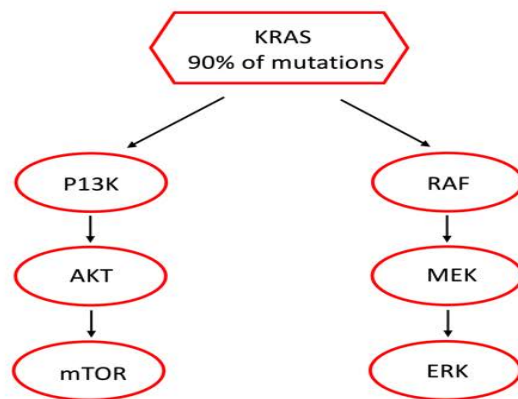 KRAS
90% of mutations
P13K
RAF
AKT
MEK
mTOR
ERK